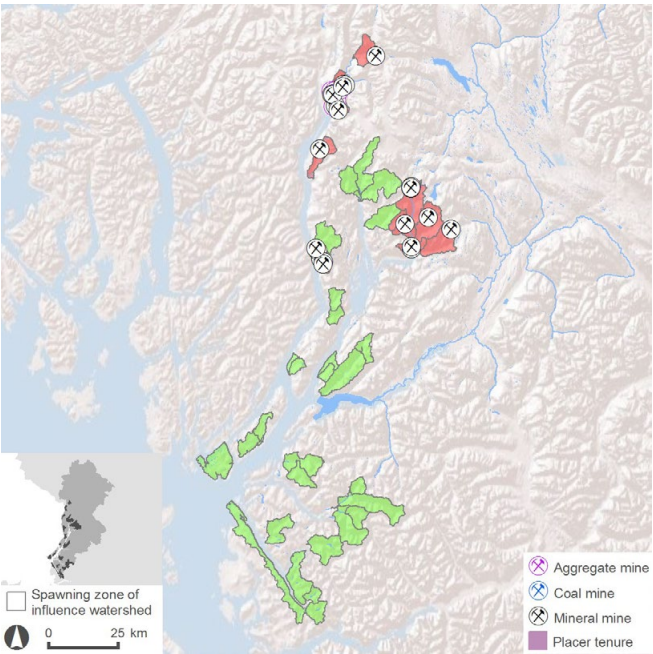 Spawning zone of
influence watershed
0 25 km
Aggregate mine
Coal mine
Mineral mine
Placer tenure